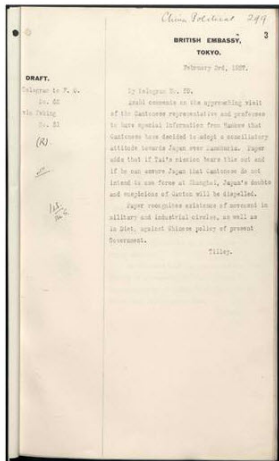 China Political 299
BRITISH EMBASSY,
TOKYO.
3
February 3rd, 1927.
DRAFT.
Telegram to F. O.
No. 52
via Peking
No. 31
(R).
My telegram No. 52.
Asahi comments on the approaching visit
of the Cantonese representative and professes
to have special information from Hankow that
Cantonese have decided to adopt a conciliatory
attitude towards Japan over Manchuria. Paper
adds that if Tai's mission bears this out and
if he can assure Japan that Cantonese do not
intend to use force at Shanghai, Japan's doubts
and suspicions of Canton will be dispelled.
Paper recognises existence of movement in
military and industrial circles, as well as
in Diet, against Chinese policy of present
Government.
Tilley.